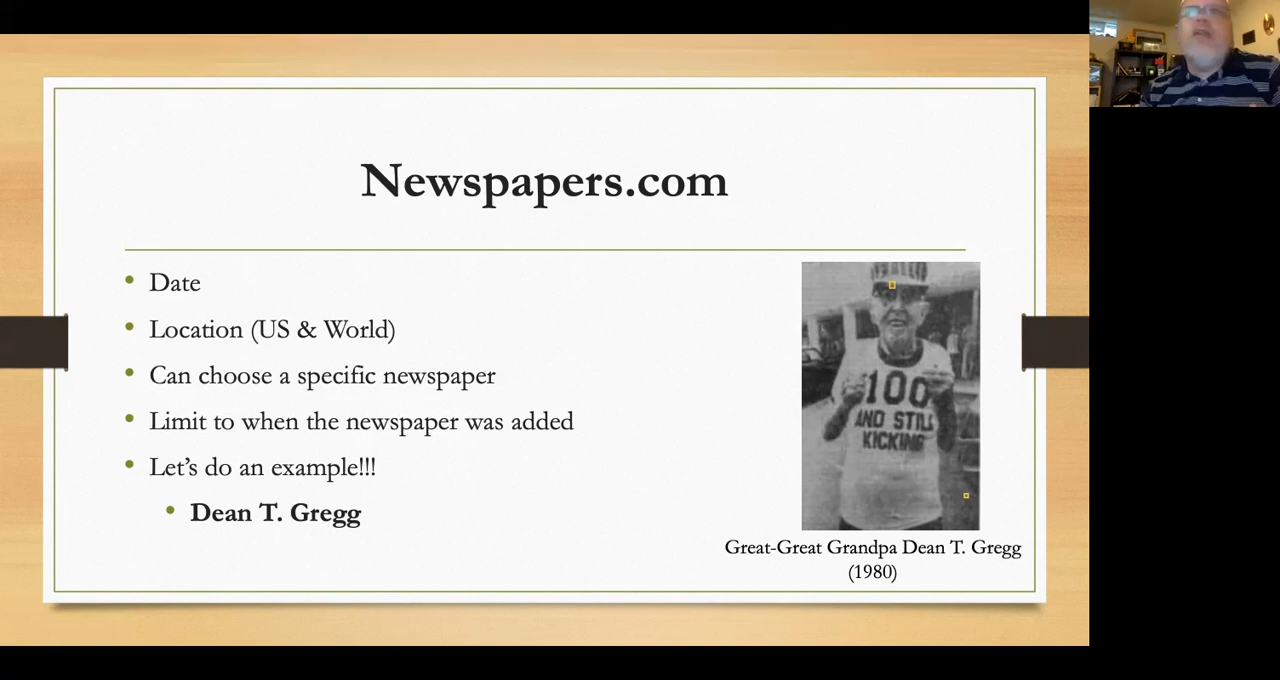 Newspapers.com
Date
Location (US & World)
Can choose a specific newspaper
Limit to when the newspaper was added
Let’s do an example!!!
Dean T. Gregg
100
AND STILL
KICKING
Great-Great Grandpa Dean T. Gregg
(1980)